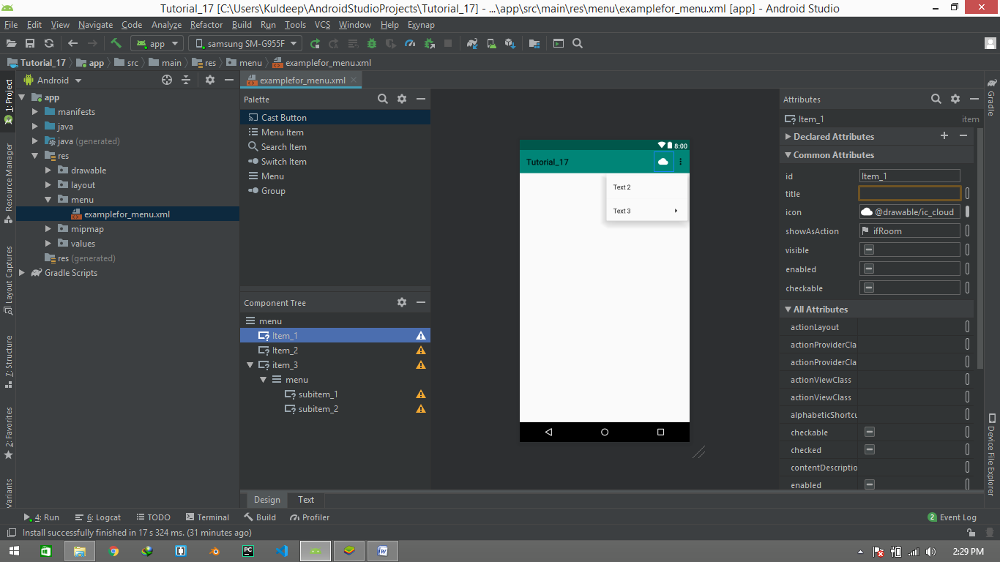 Tutorial_17 [C:\Users\Kuldeep\AndroidStudioProjects\Tutorial_17] - ...\app\src\main\res\menu\examplefor_menu.xml [app] - Android Studio
File Edit View Navigate Code Analyze Refactor Build Run Tools VCS Window Help Exynap
app samsung SM-G955F
Tutorial_17 app src main res menu examplefor_menu.xml
1: Project
Resource Manager
Layout Captures
7: Structure
2: Favorites
Variants
Android
app
manifests
java
java (generated)
res
drawable
layout
menu
examplefor_menu.xml
mipmap
values
res (generated)
Gradle Scripts
examplefor_menu.xml
Palette
Cast Button
Menu Item
Search Item
Switch Item
Menu
Group
Component Tree
menu
Item_1
Item_2
item_3
menu
subitem_1
subitem_2
8:00
Tutorial_17
Text 2
Text 3
Attributes
Item_1 item
Declared Attributes
Common Attributes
id Item_1
title
icon @drawable/ic_cloud
showAsAction ifRoom
visible
enabled
checkable
All Attributes
actionLayout
actionProviderCla
actionProviderCla
actionViewClass
actionViewClass
alphabeticShortcu
checkable
checked
contentDescriptio
enabled
Gradle
Device File Explorer
Design Text
4: Run 6: Logcat TODO Terminal Build Profiler 2 Event Log
Install successfully finished in 17 s 324 ms. (31 minutes ago)
PC 2:29 PM